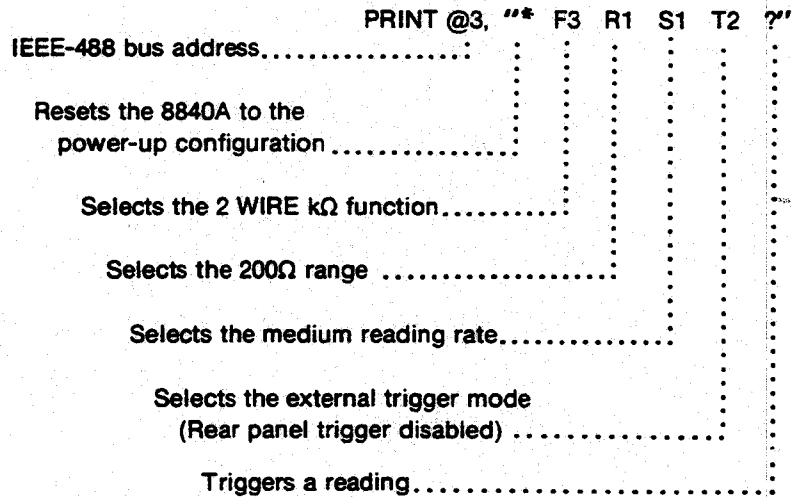 PRINT @3, "* F3 R1 S1 T2 ?"
IEEE-488 bus address
Resets the 8840A to the
power-up configuration
Selects the 2 WIRE kΩ function
Selects the 200Ω range
Selects the medium reading rate
Selects the external trigger mode
(Rear panel trigger disabled)
Triggers a reading